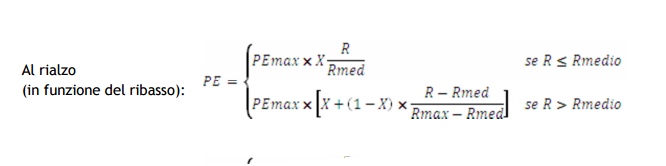 Al rialzo
(in funzione del ribasso):
PE = { PEmax × X R/Rmed se R ≤ Rmedio
PEmax × [X + (1 − X) × (R − Rmed)/(Rmax − Rmed)] se R > Rmedio